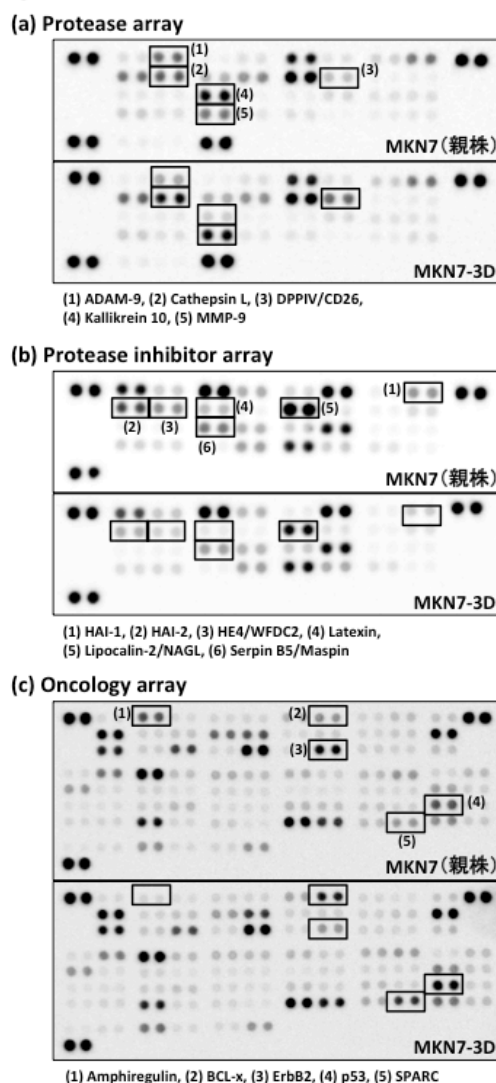 (a) Protease array
(1)
(2)
(3)
(4)
(5)
MKN7(親株)
MKN7-3D
(1) ADAM-9, (2) Cathepsin L, (3) DPPIV/CD26,
(4) Kallikrein 10, (5) MMP-9
(b) Protease inhibitor array
(1)
(4)
(5)
(2)
(3)
(6)
MKN7(親株)
MKN7-3D
(1) HAI-1, (2) HAI-2, (3) HE4/WFDC2, (4) Latexin,
(5) Lipocalin-2/NAGL, (6) Serpin B5/Maspin
(c) Oncology array
(1)
(2)
(3)
(4)
(5)
MKN7(親株)
MKN7-3D
(1) Amphiregulin, (2) BCL-x, (3) ErbB2, (4) p53, (5) SPARC